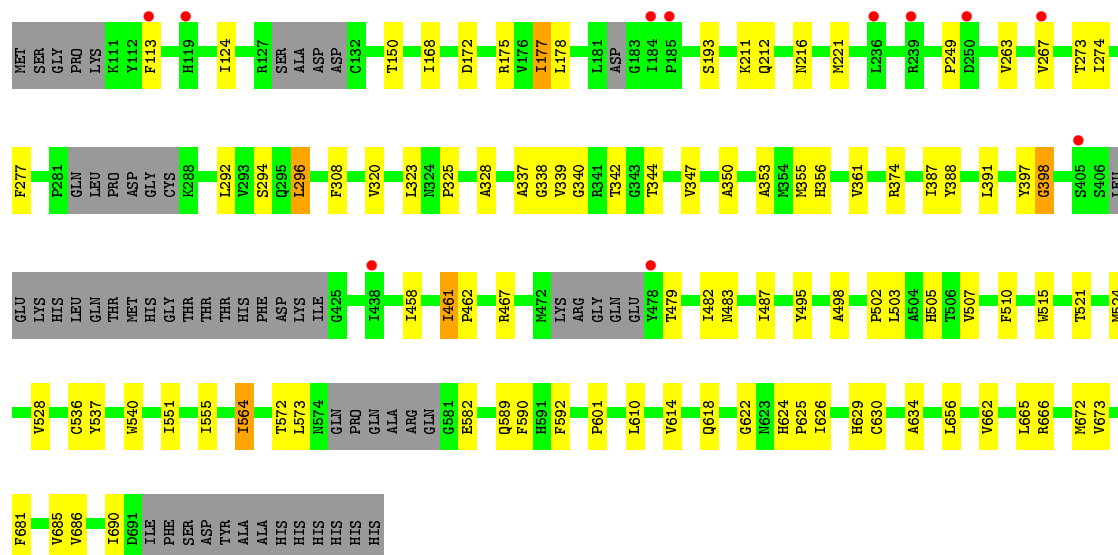 MET SER GLY PRO LYS K111 Y112 F113 H119 I124 R127 SER ALA ASP ASP C132 T150 I168 D172 R175 V176 I177 L178 L181 ASP G183 I184 P185 S193 K211 Q212 N216 M221 L236 R239 P249 D250 V263 V267 T273 I274
F277 P281 GLN LEU PRO ASP GLY CYS K288 L292 V293 S294 Q295 L296 F308 V320 L323 N324 P325 A328 A337 G338 V339 G340 R341 T342 G343 T344 V347 A350 A353 M354 M355 H356 V361 R374 I387 Y388 L391 Y397 G398 S405 S406 LEU
GLU LYS HIS LEU GLN THR MET HIS GLY THR THR THR HIS PHE ASP LYS ILE G425 I438 I458 I461 P462 R467 M472 LYS ARG GLY GLN GLU Y478 T479 I482 N483 I487 Y495 A498 P502 L503 A504 H505 T506 V507 F510 W515 T521 M524
V528 C536 Y537 W540 I551 I555 I564 T572 L573 N574 GLN PRO GLN ALA ARG GLN G581 E582 Q589 F590 H591 F592 P601 L610 V614 Q618 G622 N623 H624 P625 I626 H629 C630 A634 L656 V662 L665 R666 M672 V673
F681 V685 V686 I690 D691 ILE PHE SER ASP TYR ALA ALA HIS HIS HIS HIS HIS HIS